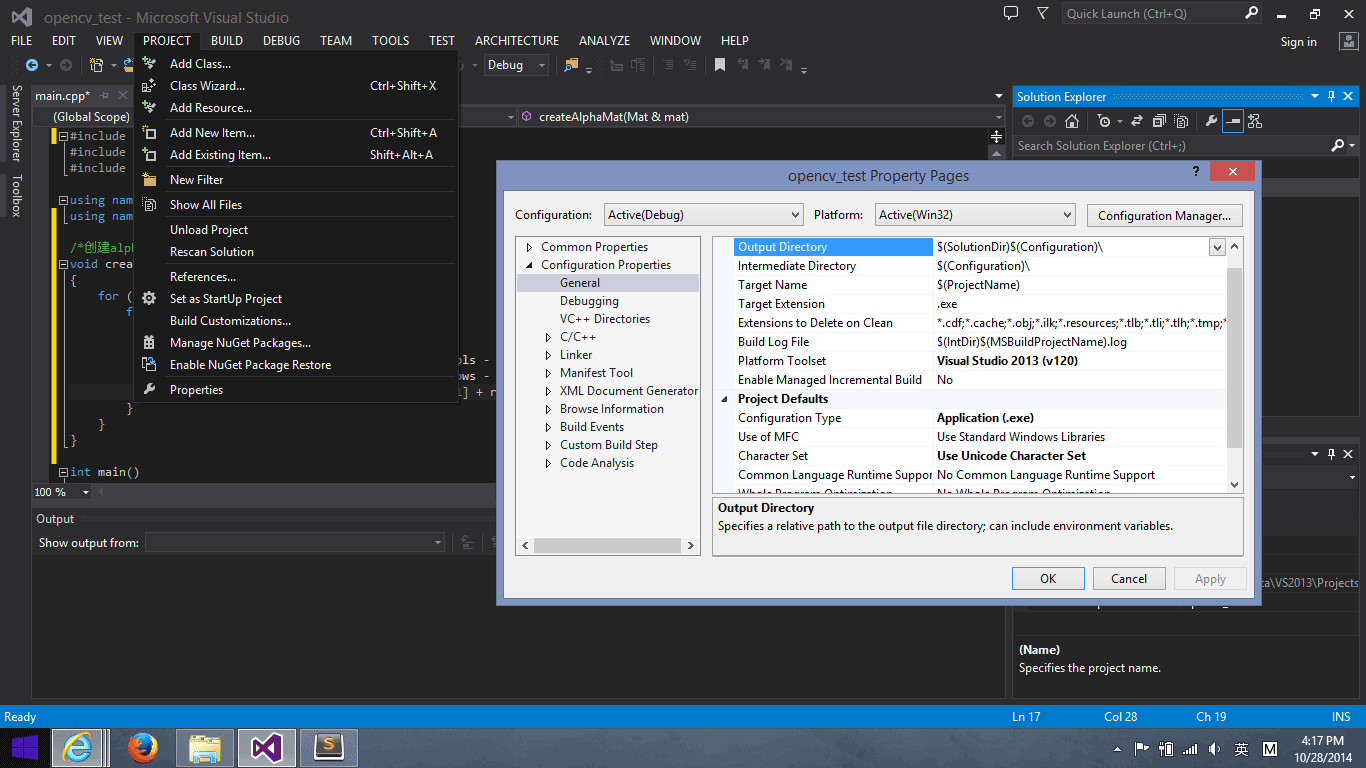 opencv_test - Microsoft Visual Studio
Quick Launch (Ctrl+Q)
FILE EDIT VIEW PROJECT BUILD DEBUG TEAM TOOLS TEST ARCHITECTURE ANALYZE WINDOW HELP
Sign in
Debug
Server Explorer
Toolbox
main.cpp*
(Global Scope)
createAlphaMat(Mat & mat)
#include
#include
#include
using nam
using nam
/*创建alp
void crea
{
for (
f
ols -
ows -
] + n
}
}
}
int main()
100 %
Add Class...
Class Wizard... Ctrl+Shift+X
Add Resource...
Add New Item... Ctrl+Shift+A
Add Existing Item... Shift+Alt+A
New Filter
Show All Files
Unload Project
Rescan Solution
References...
Set as StartUp Project
Build Customizations...
Manage NuGet Packages...
Enable NuGet Package Restore
Properties
Output
Show output from:
Solution Explorer
Search Solution Explorer (Ctrl+;)
opencv_test Property Pages
?
Configuration: Active(Debug) Platform: Active(Win32) Configuration Manager...
Common Properties
Configuration Properties
General
Debugging
VC++ Directories
C/C++
Linker
Manifest Tool
XML Document Generator
Browse Information
Build Events
Custom Build Step
Code Analysis
Output Directory $(SolutionDir)$(Configuration)\
Intermediate Directory $(Configuration)\
Target Name $(ProjectName)
Target Extension .exe
Extensions to Delete on Clean *.cdf;*.cache;*.obj;*.ilk;*.resources;*.tlb;*.tli;*.tlh;*.tmp;*
Build Log File $(IntDir)$(MSBuildProjectName).log
Platform Toolset Visual Studio 2013 (v120)
Enable Managed Incremental Build No
Project Defaults
Configuration Type Application (.exe)
Use of MFC Use Standard Windows Libraries
Character Set Use Unicode Character Set
Common Language Runtime Suppor No Common Language Runtime Support
Whole Program Optimization No Whole Program Optimization
Output Directory
Specifies a relative path to the output file directory; can include environment variables.
OK Cancel Apply
ta\VS2013\Projects
(Name)
Specifies the project name.
Ready Ln 17 Col 28 Ch 19 INS
英 M
4:17 PM
10/28/2014